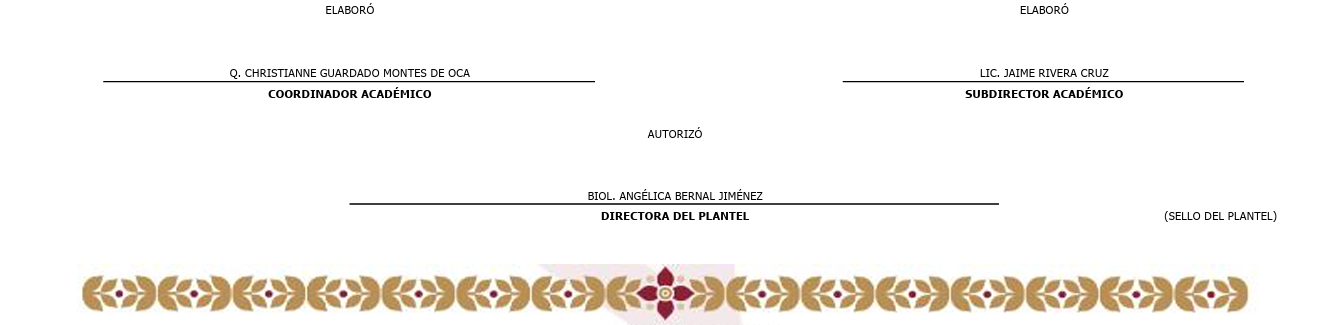 ELABORÓ ELABORÓ
Q. CHRISTIANNE GUARDADO MONTES DE OCA LIC. JAIME RIVERA CRUZ
COORDINADOR ACADÉMICO SUBDIRECTOR ACADÉMICO
AUTORIZÓ
BIOL. ANGÉLICA BERNAL JIMÉNEZ
DIRECTORA DEL PLANTEL (SELLO DEL PLANTEL)